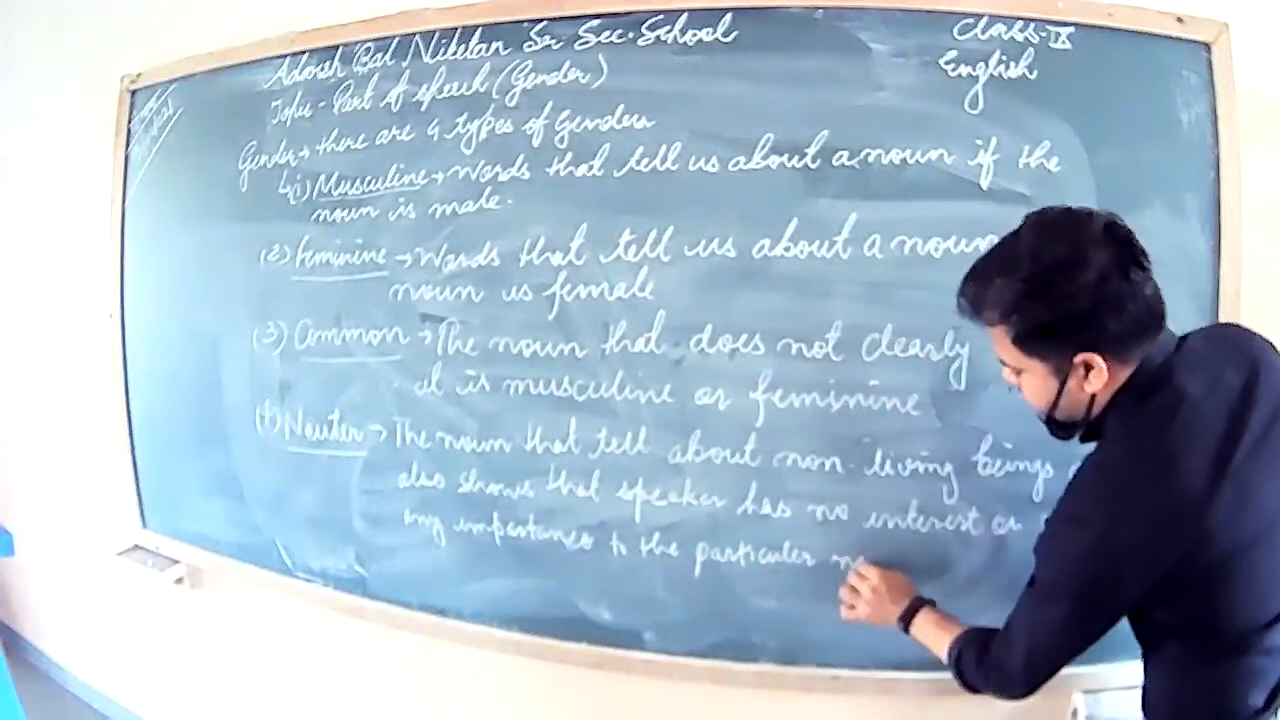 Adarsh Bal Niketan Sr. Sec. School
Class-IX
English
Topic - Part of speech (Gender)
Gender → there are 4 types of Genders
(1) Musculine → Words that tell us about a noun if the
noun is male.
(2) Feminine → Words that tell us about a noun
noun is female
(3) Common → The noun that does not clearly
it is musculine or feminine
(4) Neuter → The noun that tell about non-living beings
also shows that speaker has no interest or
any importance to the particuler